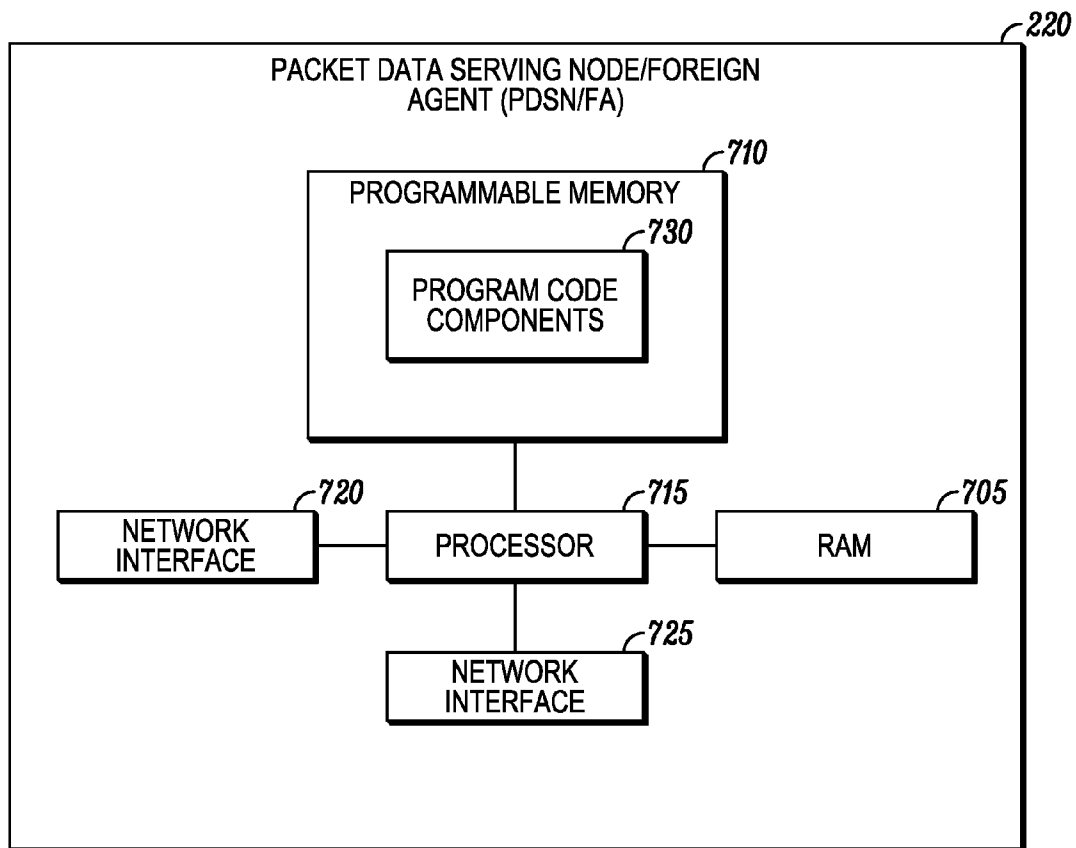 220
PACKET DATA SERVING NODE/FOREIGN
AGENT (PDSN/FA)
710
PROGRAMMABLE MEMORY
730
PROGRAM CODE
COMPONENTS
720
NETWORK
INTERFACE
715
PROCESSOR
705
RAM
725
NETWORK
INTERFACE